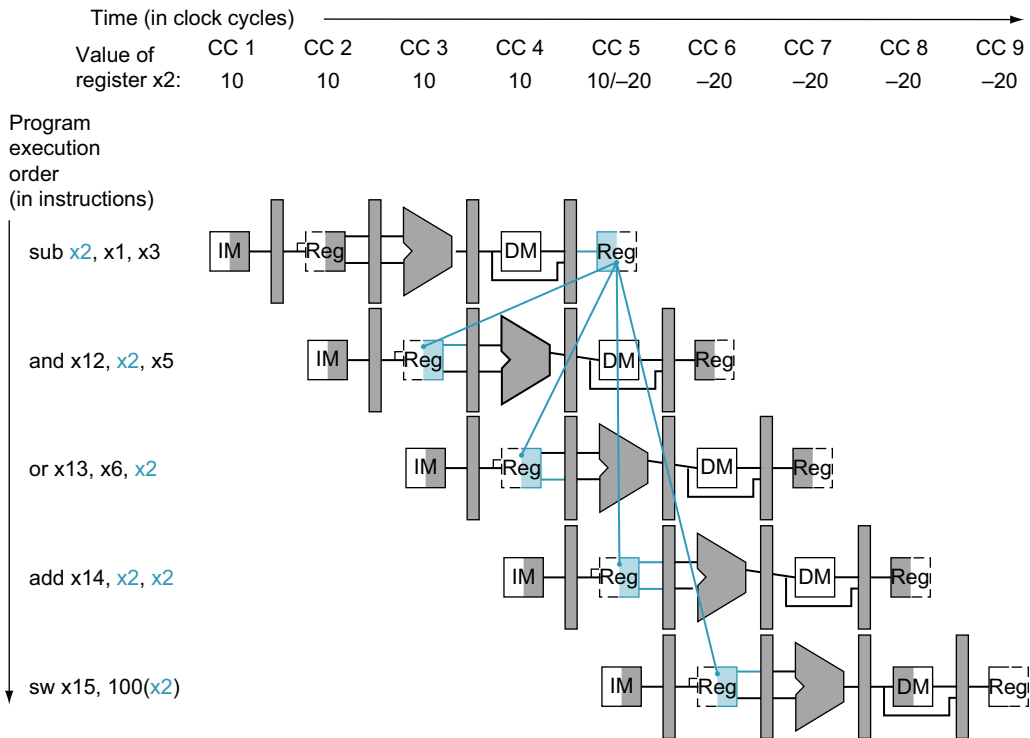 Time (in clock cycles)
Value of register x2:
CC 1 CC 2 CC 3 CC 4 CC 5 CC 6 CC 7 CC 8 CC 9
10 10 10 10 10/–20 –20 –20 –20 –20
Program
execution
order
(in instructions)
sub x2, x1, x3
IM Reg DM Reg
and x12, x2, x5
IM Reg DM Reg
or x13, x6, x2
IM Reg DM Reg
add x14, x2, x2
IM Reg DM Reg
sw x15, 100(x2)
IM Reg DM Reg